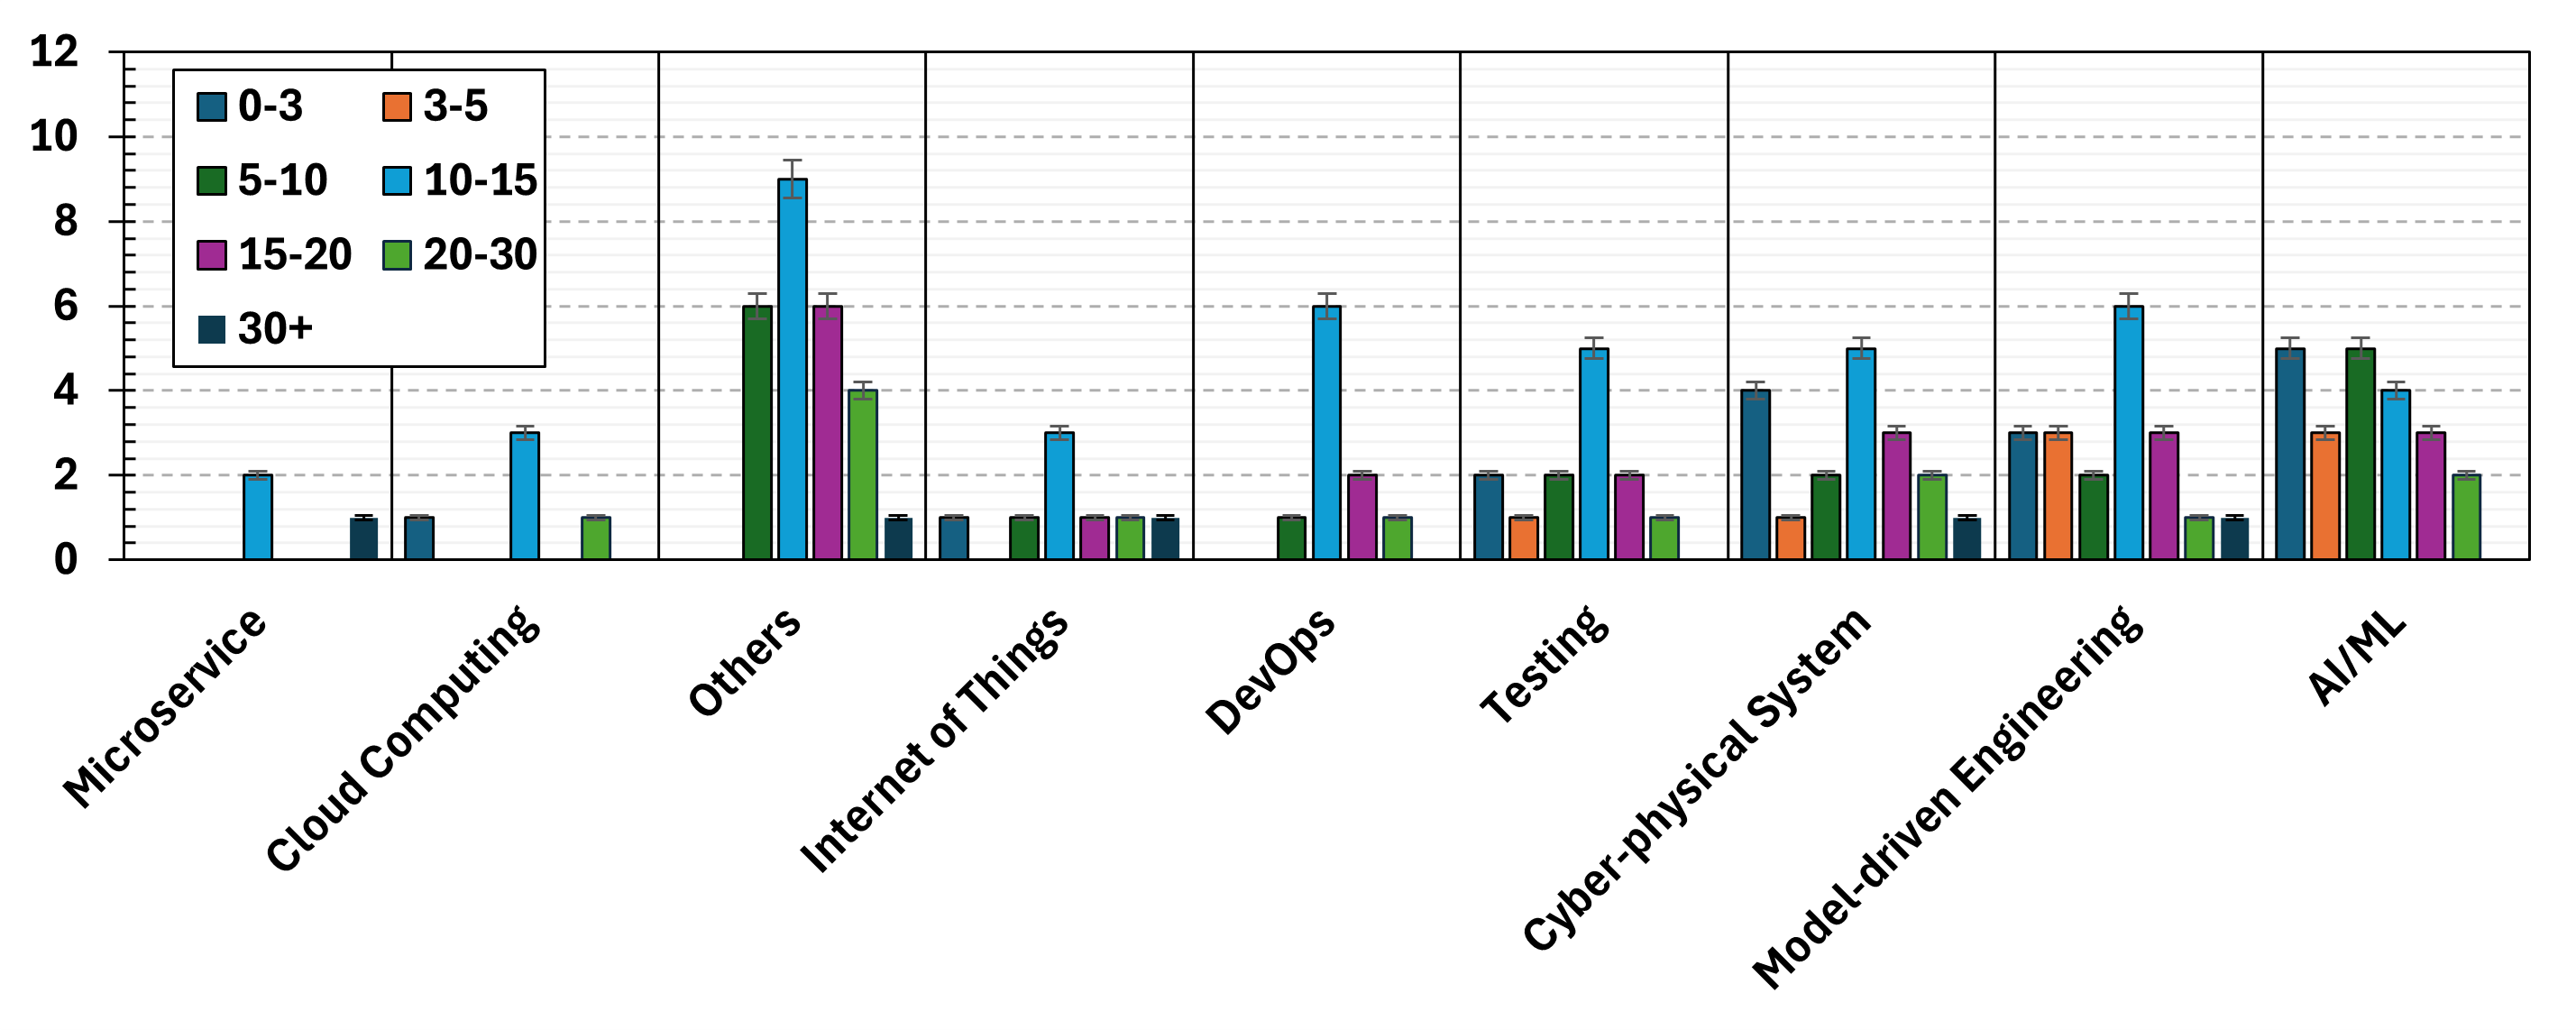 12
10
8
6
4
2
0
0-3 3-5
5-10 10-15
15-20 20-30
30+
Microservice
Cloud Computing
Others
Internet of Things
DevOps
Testing
Cyber-physical System
Model-driven Engineering
AI/ML